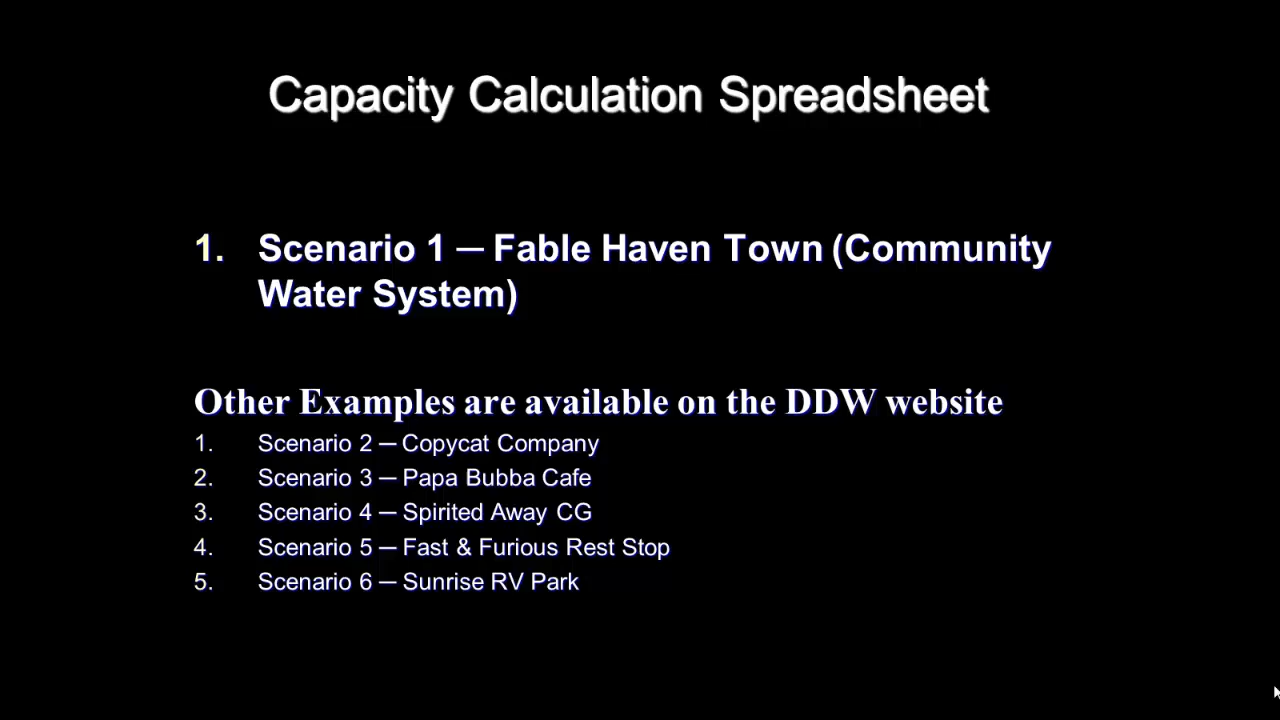 Capacity Calculation Spreadsheet
1. Scenario 1 ─ Fable Haven Town (Community
Water System)
Other Examples are available on the DDW website
1. Scenario 2 ─ Copycat Company
2. Scenario 3 ─ Papa Bubba Cafe
3. Scenario 4 ─ Spirited Away CG
4. Scenario 5 ─ Fast & Furious Rest Stop
5. Scenario 6 ─ Sunrise RV Park